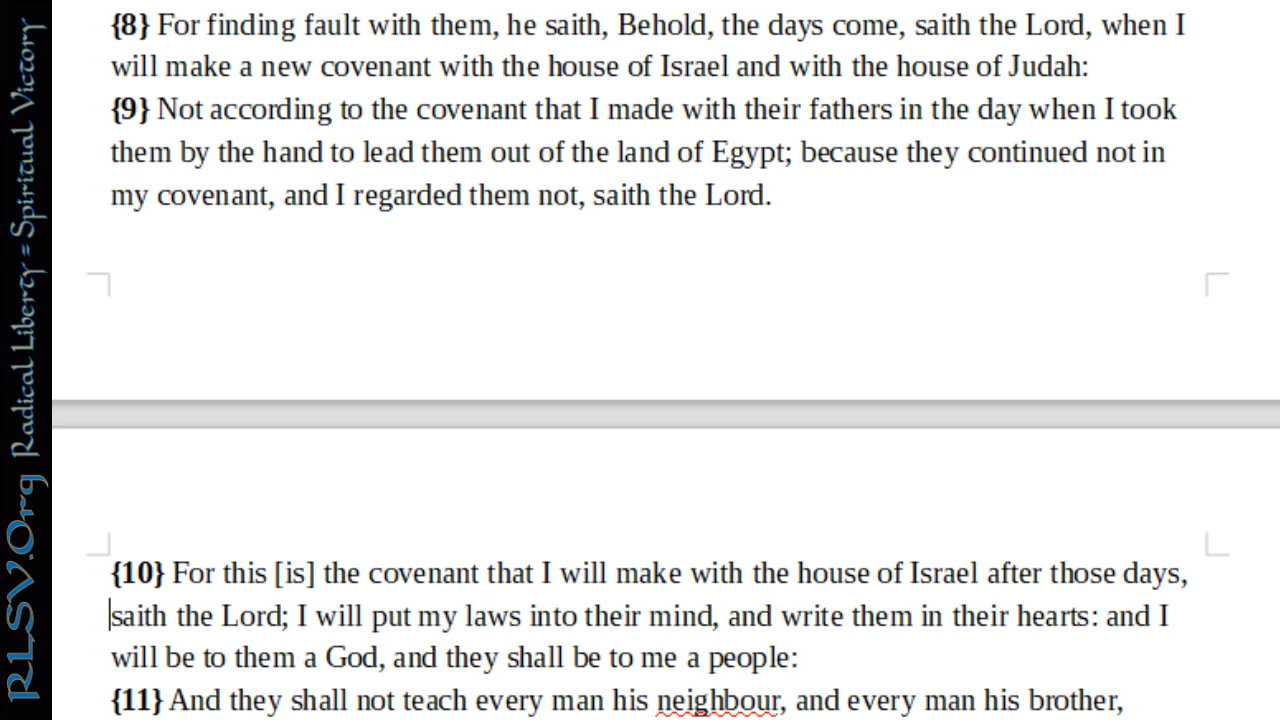 RLSV.Org Radical Liberty = Spiritual Victory
{8} For finding fault with them, he saith, Behold, the days come, saith the Lord, when I
will make a new covenant with the house of Israel and with the house of Judah:
{9} Not according to the covenant that I made with their fathers in the day when I took
them by the hand to lead them out of the land of Egypt; because they continued not in
my covenant, and I regarded them not, saith the Lord.
{10} For this [is] the covenant that I will make with the house of Israel after those days,
saith the Lord; I will put my laws into their mind, and write them in their hearts: and I
will be to them a God, and they shall be to me a people:
{11} And they shall not teach every man his neighbour, and every man his brother,